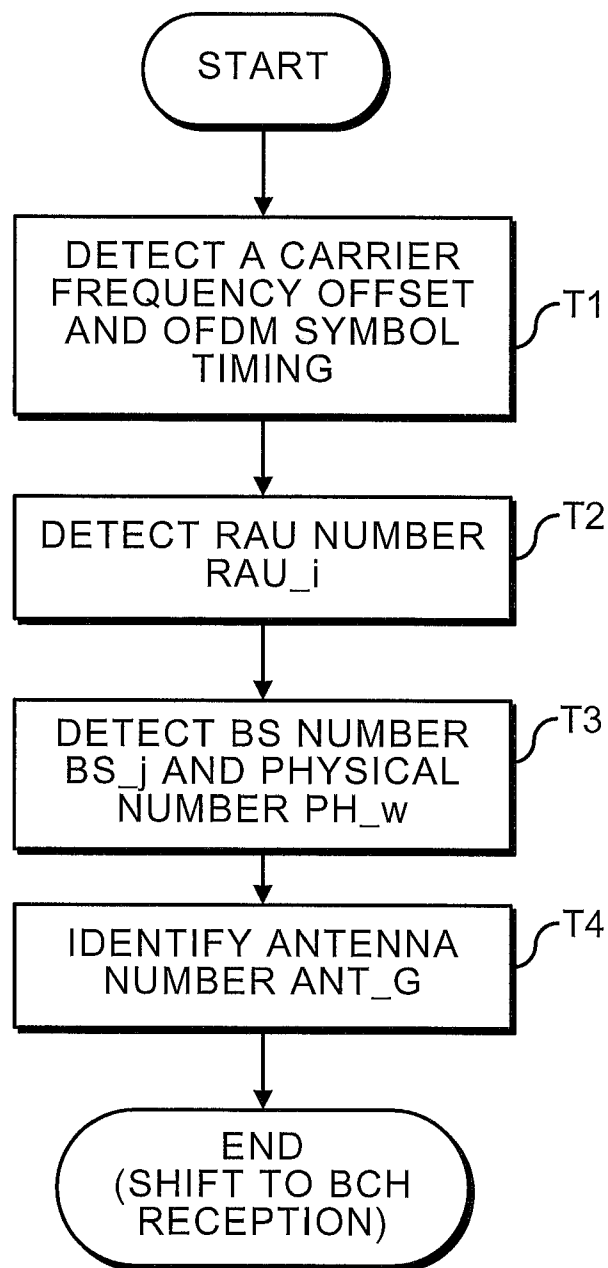 START
DETECT A CARRIER
FREQUENCY OFFSET
AND OFDM SYMBOL
TIMING
T1
DETECT RAU NUMBER
RAU_i
T2
DETECT BS NUMBER
BS_j AND PHYSICAL
NUMBER PH_w
T3
IDENTIFY ANTENNA
NUMBER ANT_G
T4
END
(SHIFT TO BCH
RECEPTION)